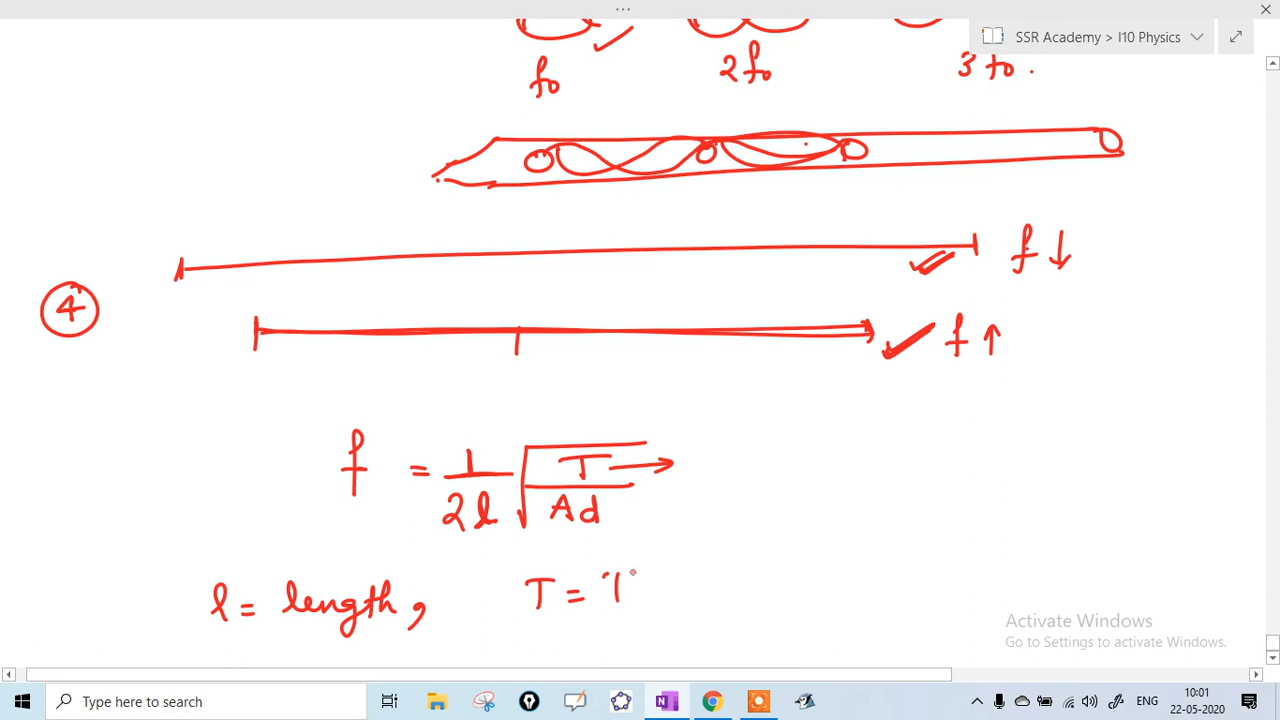 SSR Academy > I10 Physics
f₀ 2f₀ 3f₀.
f ↓
4
f ↑
f = 1/2l √T/Ad
l = length, T = T
Activate Windows
Go to Settings to activate Windows.
Type here to search
ENG
10:01
22-05-2020